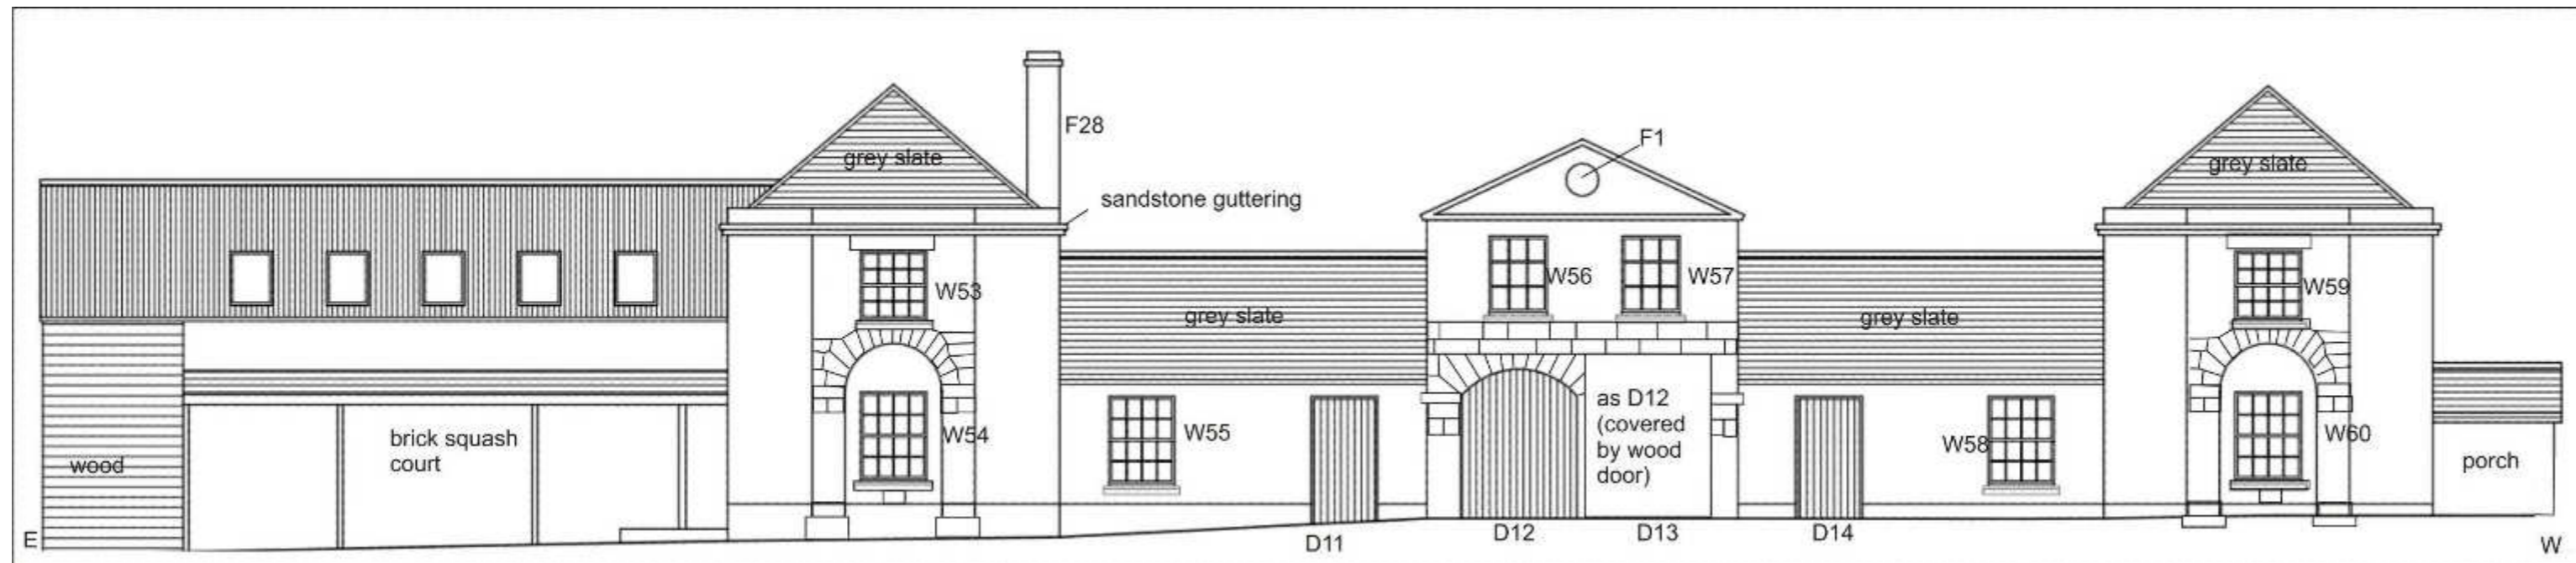 F28
F1
grey slate
grey slate
sandstone guttering
W53
W56
W57
W59
grey slate
grey slate
as D12
(covered
by wood
door)
brick squash
court
W54
W55
W58
W60
wood
porch
E
D11
D12
D13
D14
W